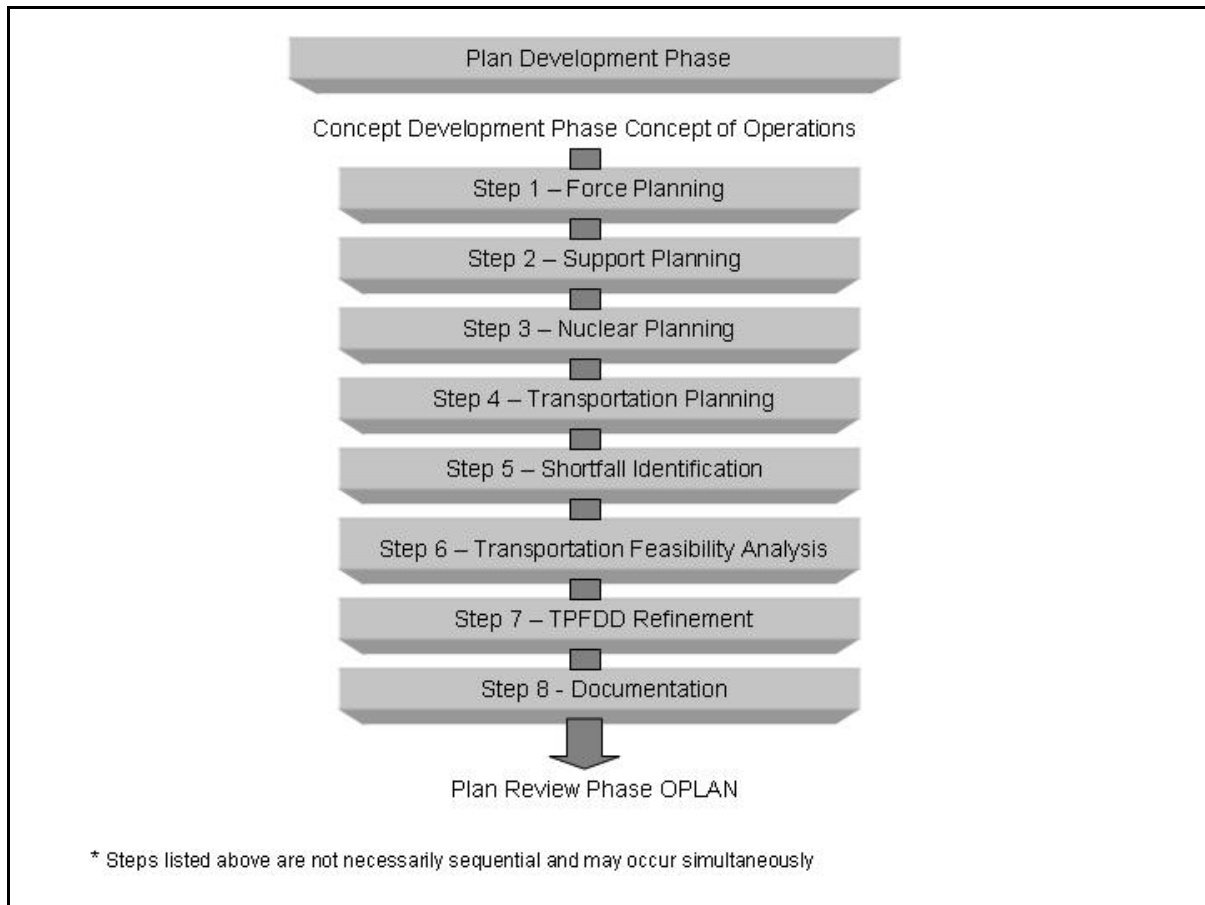 Plan Development Phase
Concept Development Phase Concept of Operations
Step 1 – Force Planning
Step 2 – Support Planning
Step 3 – Nuclear Planning
Step 4 – Transportation Planning
Step 5 – Shortfall Identification
Step 6 – Transportation Feasibility Analysis
Step 7 – TPFDD Refinement
Step 8 - Documentation
Plan Review Phase OPLAN
* Steps listed above are not necessarily sequential and may occur simultaneously